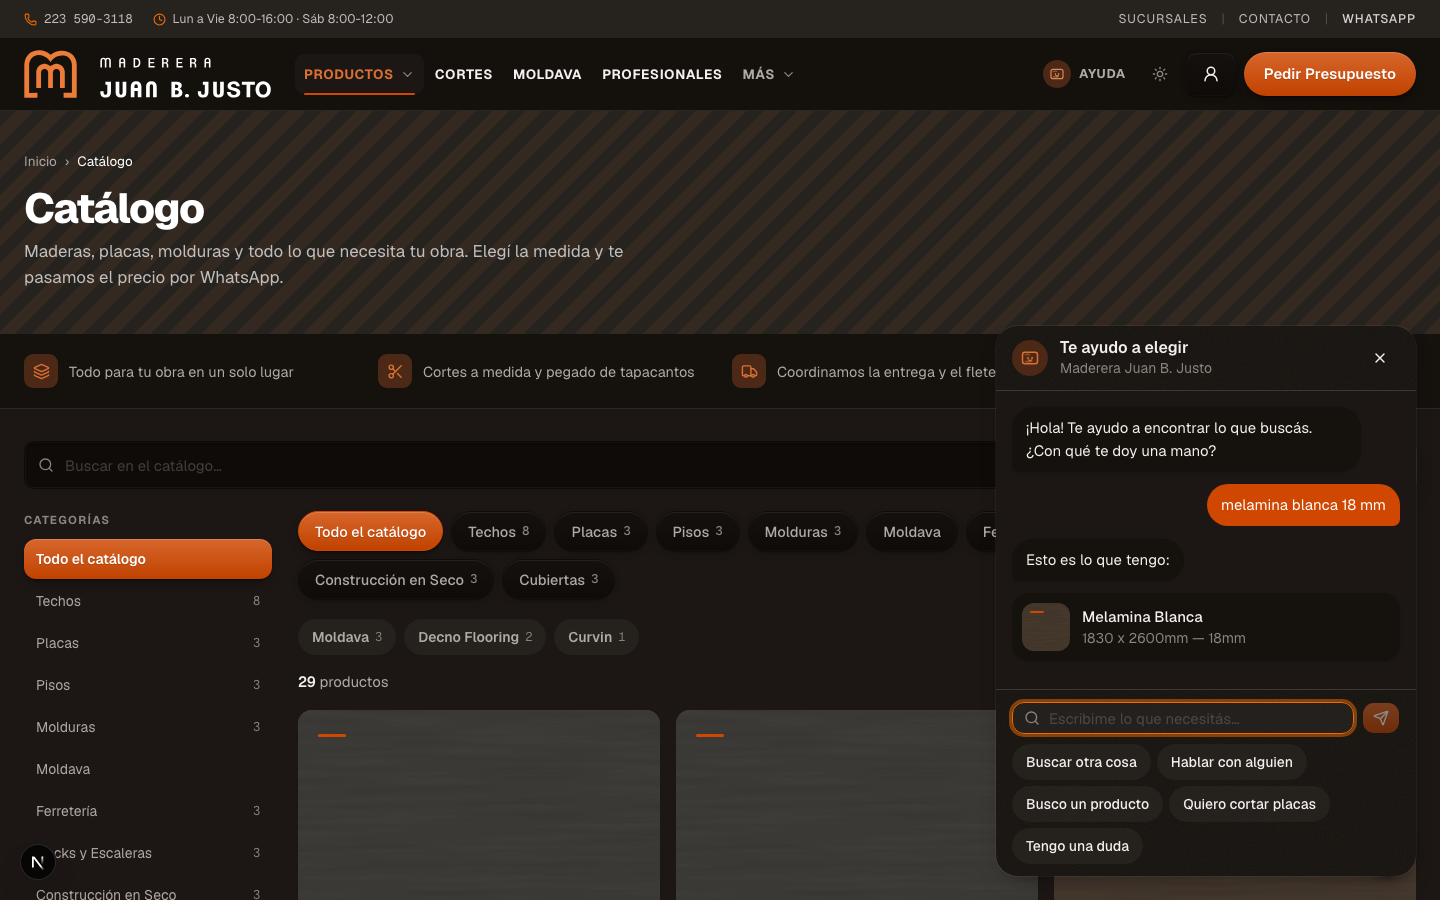 223 590-3118
Lun a Vie 8:00-16:00 · Sáb 8:00-12:00
SUCURSALES
CONTACTO
WHATSAPP
MADERERA
JUAN B. JUSTO
PRODUCTOS
CORTES
MOLDAVA
PROFESIONALES
MÁS
AYUDA
Pedir Presupuesto
Inicio › Catálogo
Catálogo
Maderas, placas, molduras y todo lo que necesita tu obra. Elegí la medida y te
pasamos el precio por WhatsApp.
Todo para tu obra en un solo lugar
Cortes a medida y pegado de tapacantos
Coordinamos la entrega y el flete
Buscar en el catálogo...
CATEGORÍAS
Todo el catálogo
Techos 8
Placas 3
Pisos 3
Molduras 3
Moldava
Ferretería 3
cks y Escaleras 3
Construcción en Seco 3
Todo el catálogo
Techos 8
Placas 3
Pisos 3
Molduras 3
Moldava
Fe
Construcción en Seco 3
Cubiertas 3
Moldava 3
Decno Flooring 2
Curvin 1
29 productos
Te ayudo a elegir
Maderera Juan B. Justo
¡Hola! Te ayudo a encontrar lo que buscás.
¿Con qué te doy una mano?
melamina blanca 18 mm
Esto es lo que tengo:
Melamina Blanca
1830 x 2600mm — 18mm
Escribime lo que necesitás...
Buscar otra cosa
Hablar con alguien
Busco un producto
Quiero cortar placas
Tengo una duda
N